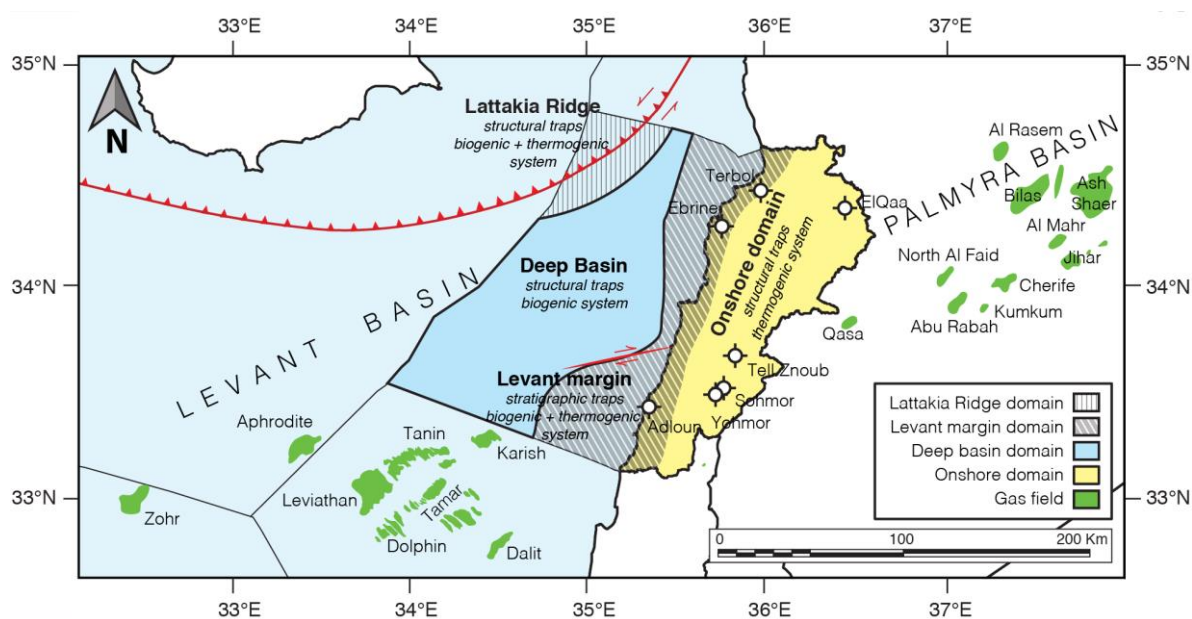 33°E 34°E 35°E 36°E 37°E
35°N 35°N
N
Lattakia Ridge
structural traps
biogenic + thermogenic
system
Al Rasem
PALMYRA BASIN
Terbol
Bilas
Ash
Shaer
Ebrine
ElQaa
Al Mahr
Onshore domain
structural traps
thermogenic system
Jihar
North Al Faid
Deep Basin
structural traps
biogenic system
34°N 34°N
Cherife
Kumkum
Abu Rabah
LEVANT BASIN
Qasa
Tell Znoub
Levant margin
stratigraphic traps
biogenic + thermogenic
system
Sohmor
Yohmor
Adloun
Aphrodite
Tanin
Karish
Leviathan
Tamar
33°N 33°N
Zohr
Dolphin
Dalit
Lattakia Ridge domain
Levant margin domain
Deep basin domain
Onshore domain
Gas field
0 100 200 Km
33°E 34°E 35°E 36°E 37°E